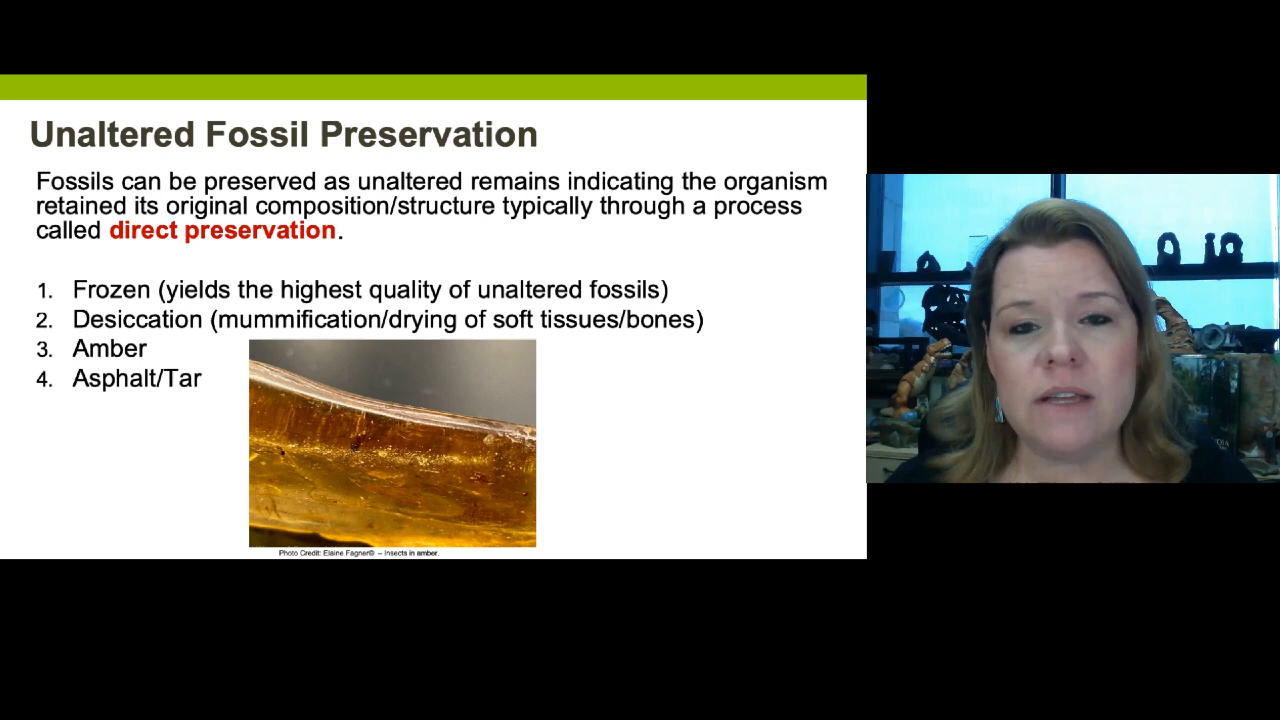 Unaltered Fossil Preservation
Fossils can be preserved as unaltered remains indicating the organism
retained its original composition/structure typically through a process
called direct preservation.
1. Frozen (yields the highest quality of unaltered fossils)
2. Desiccation (mummification/drying of soft tissues/bones)
3. Amber
4. Asphalt/Tar
Photo Credit: Elaine Fagner© – Insects in amber.